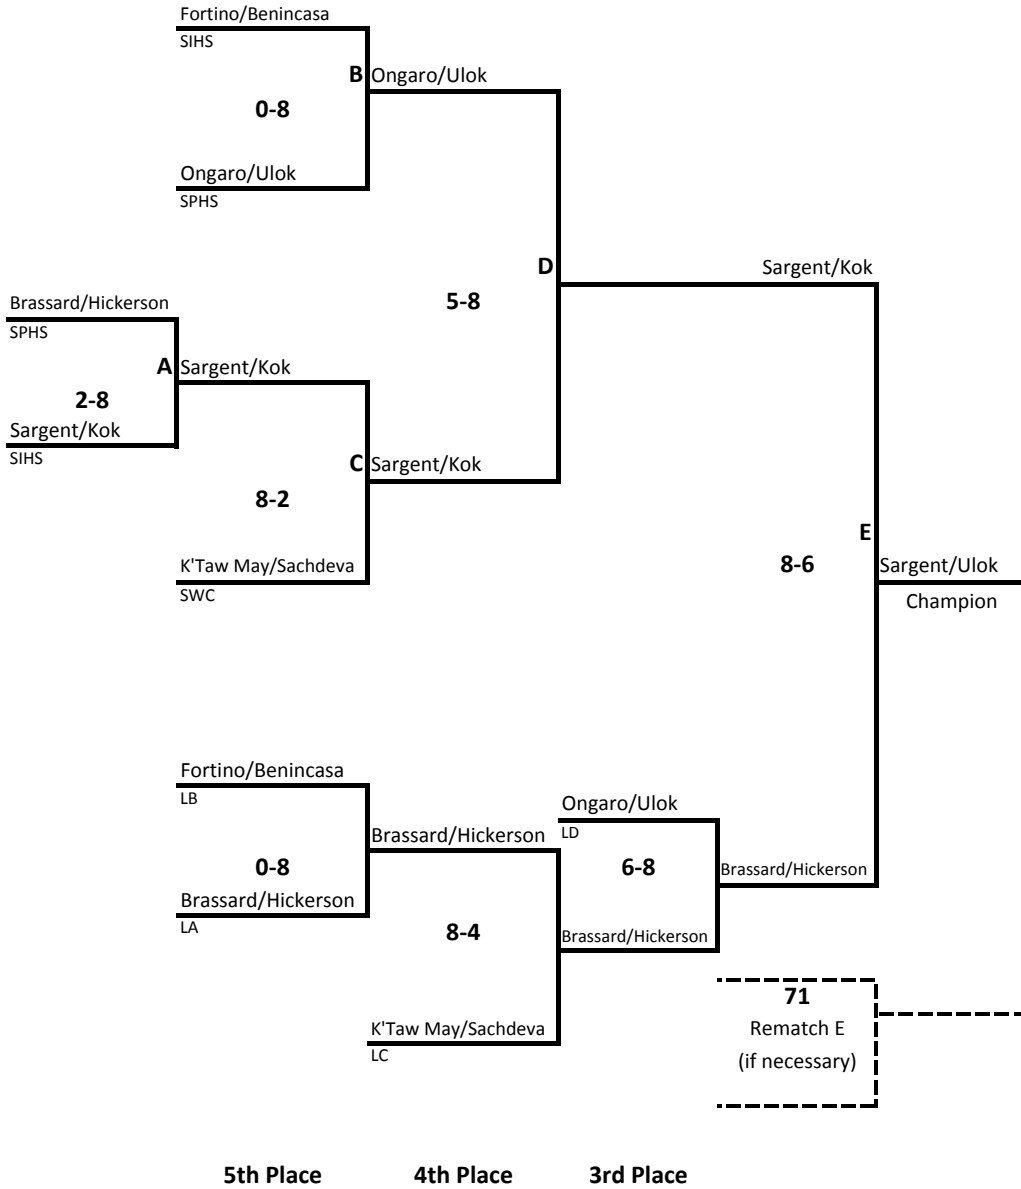 Fortino/Benincasa
SIHS
B Ongaro/Ulok
0-8
Ongaro/Ulok
SPHS
D
Sargent/Kok
5-8
Brassard/Hickerson
SPHS
A Sargent/Kok
2-8
Sargent/Kok
SIHS
C Sargent/Kok
8-2
E
8-6
K'Taw May/Sachdeva
SWC
Sargent/Ulok
Champion
Fortino/Benincasa
LB
Ongaro/Ulok
LD
Brassard/Hickerson
0-8
6-8
Brassard/Hickerson
Brassard/Hickerson
LA
8-4
Brassard/Hickerson
71
Rematch E
(if necessary)
K'Taw May/Sachdeva
LC
5th Place 4th Place 3rd Place